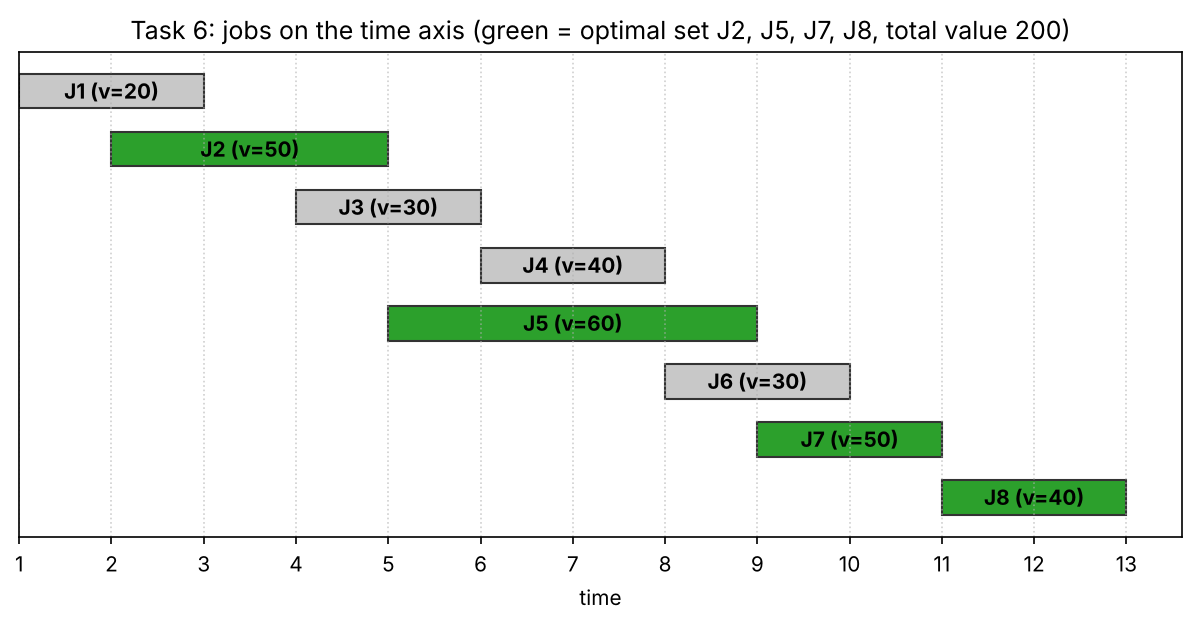 Task 6: jobs on the time axis (green = optimal set J2, J5, J7, J8, total value 200)
J1 (v=20)
J2 (v=50)
J3 (v=30)
J4 (v=40)
J5 (v=60)
J6 (v=30)
J7 (v=50)
J8 (v=40)
1 2 3 4 5 6 7 8 9 10 11 12 13
time